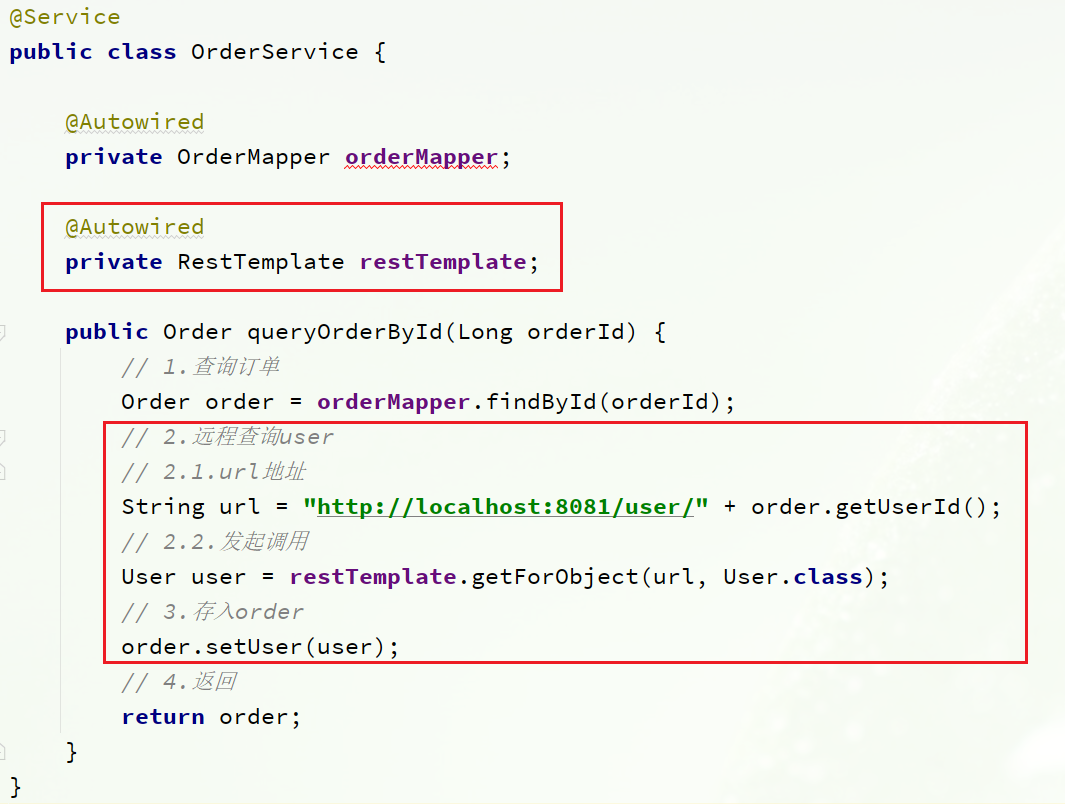 @Service
public class OrderService {
@Autowired
private OrderMapper orderMapper;
@Autowired
private RestTemplate restTemplate;
public Order queryOrderById(Long orderId) {
// 1.查询订单
Order order = orderMapper.findById(orderId);
// 2.远程查询user
// 2.1.url地址
String url = "http://localhost:8081/user/" + order.getUserId();
// 2.2.发起调用
User user = restTemplate.getForObject(url, User.class);
// 3.存入order
order.setUser(user);
// 4.返回
return order;
}
}